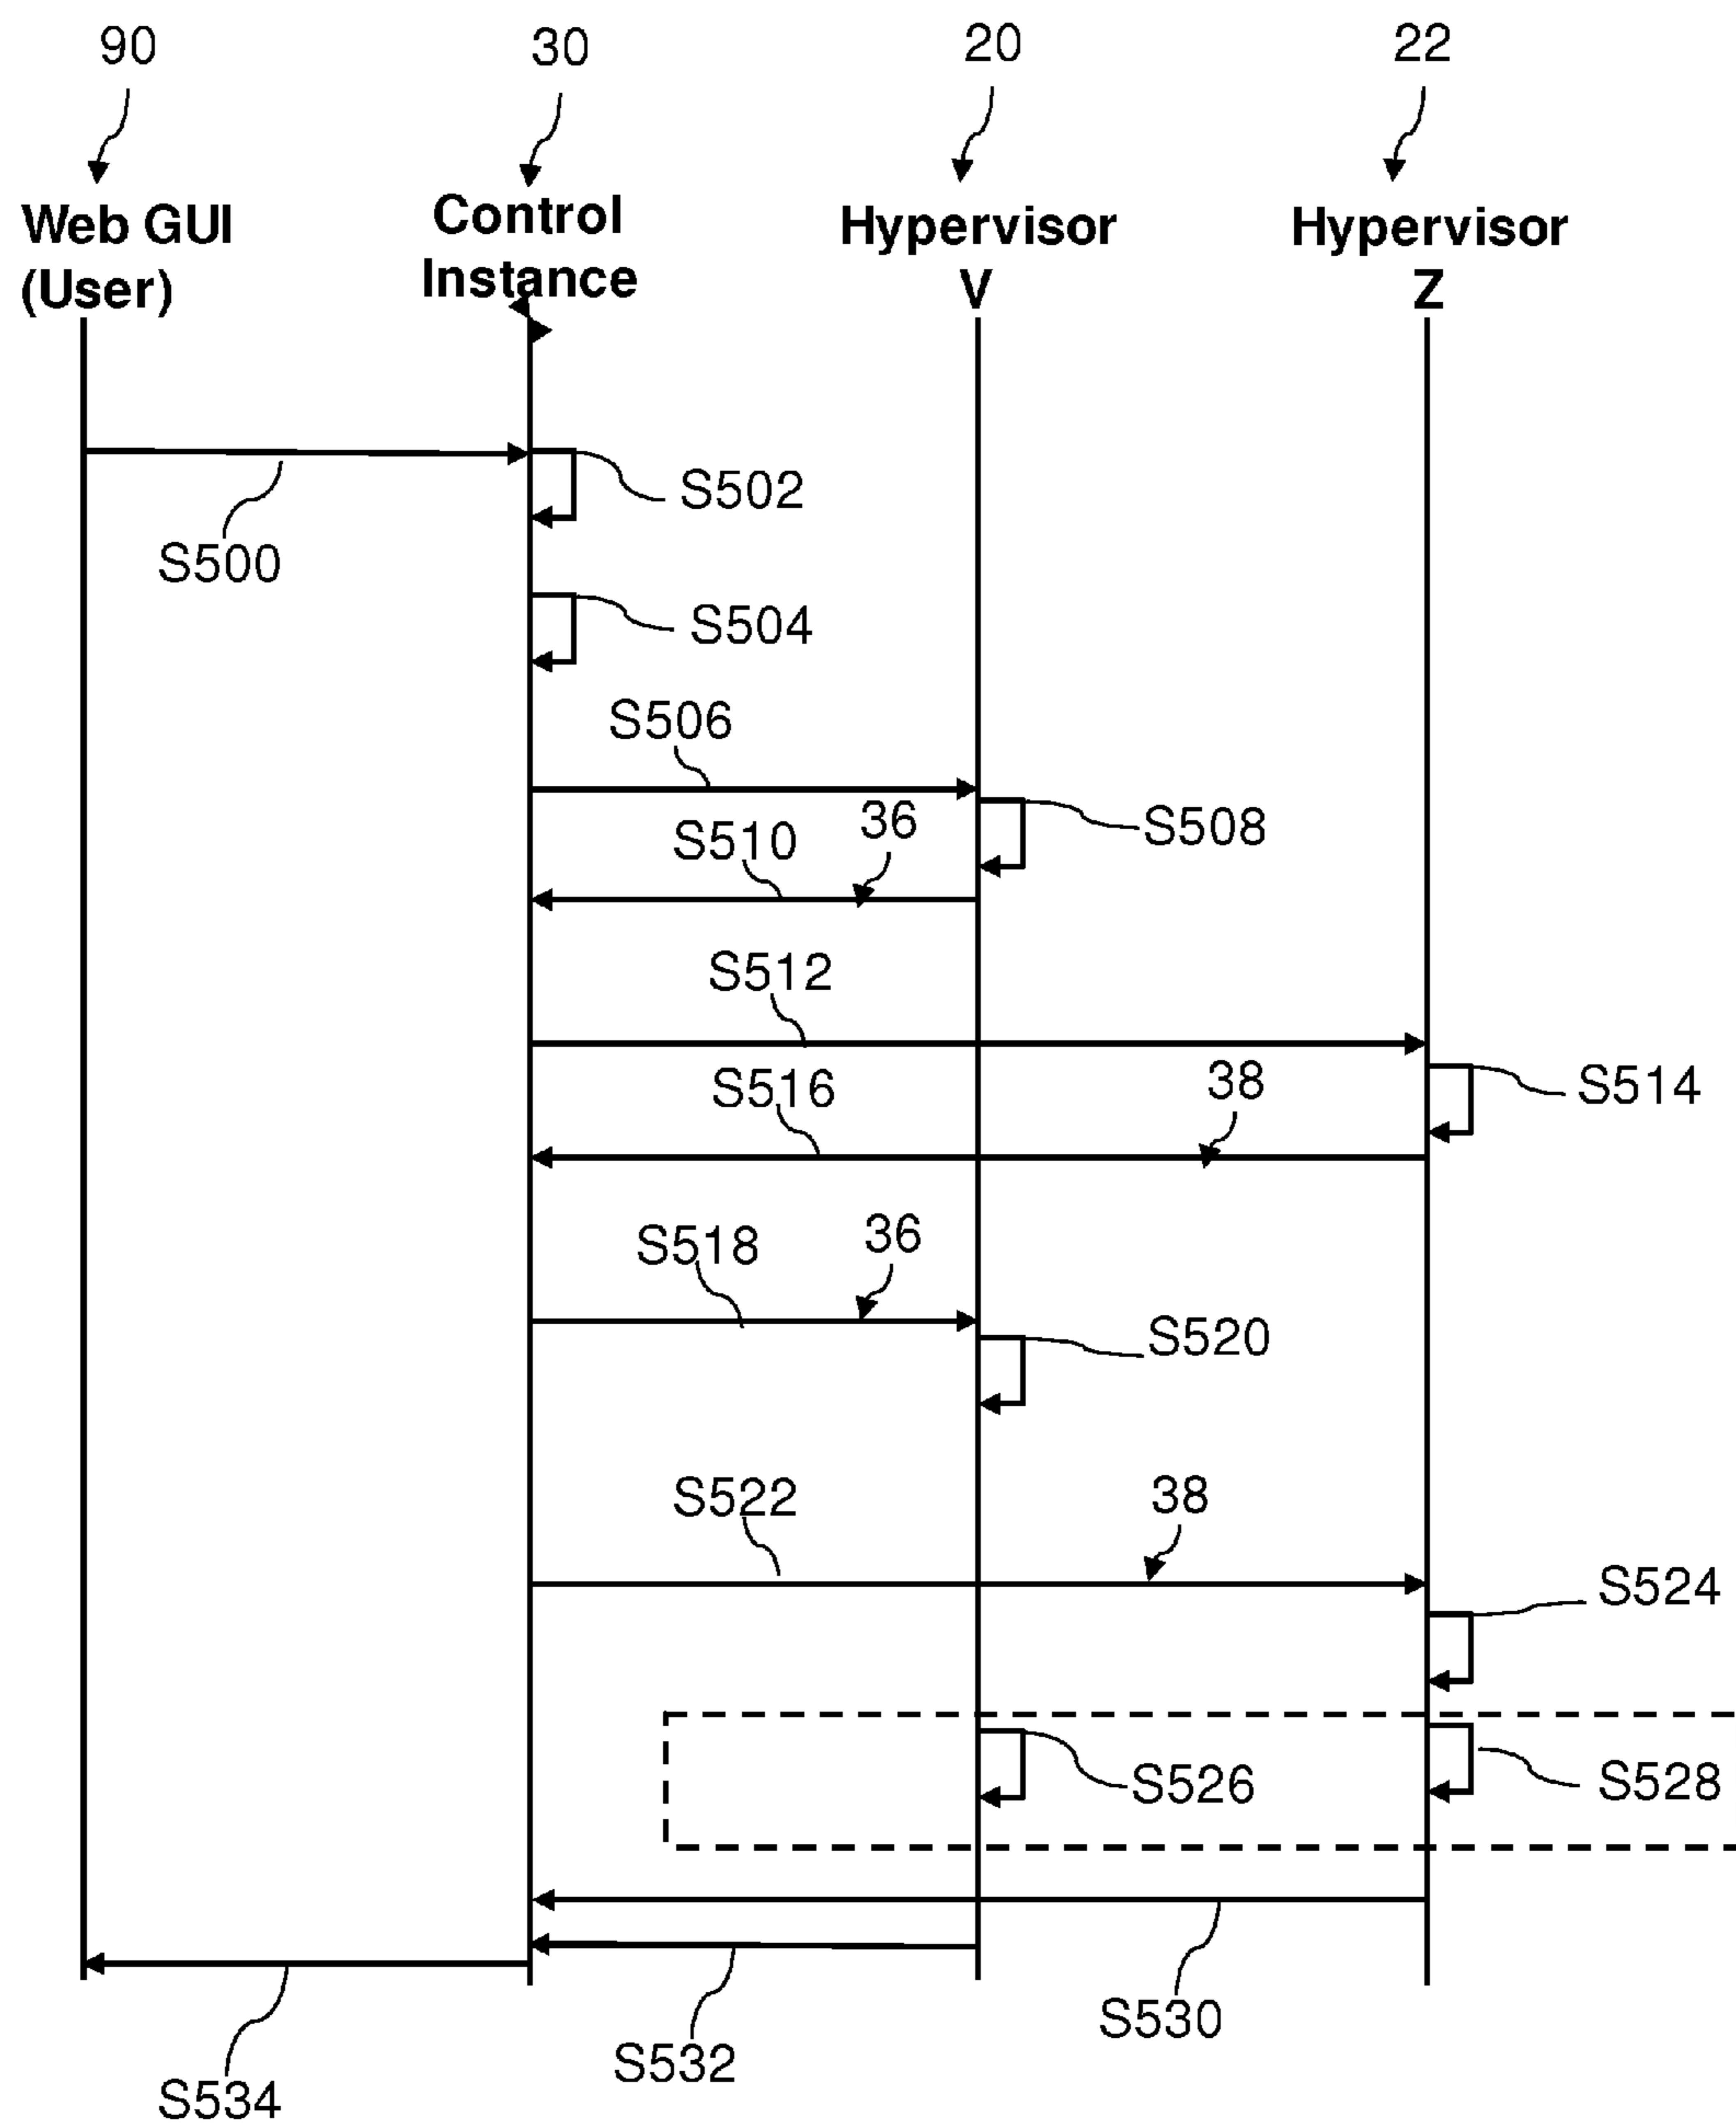 90
30
20
22
Web GUI
(User)
Control
Instance
Hypervisor
V
Hypervisor
Z
S502
S500
S504
S506
36
S508
S510
S512
38
S514
S516
36
S518
S520
38
S522
S524
S526
S528
S530
S532
S534